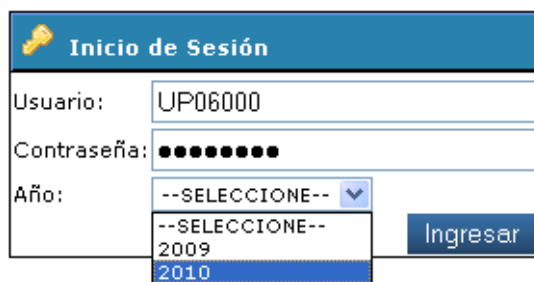 Inicio de Sesión
Usuario: UP06000
Contraseña: ●●●●●●●●
Año: --SELECCIONE--
--SELECCIONE--
2009
Ingresar
2010